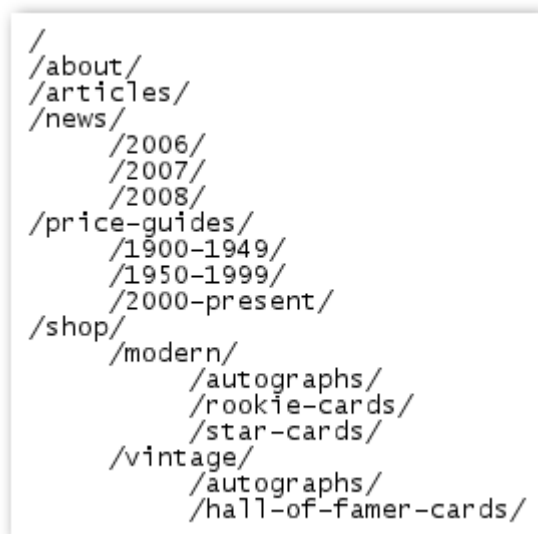 /
/about/
/articles/
/news/
/2006/
/2007/
/2008/
/price-guides/
/1900-1949/
/1950-1999/
/2000-present/
/shop/
/modern/
/autographs/
/rookie-cards/
/star-cards/
/vintage/
/autographs/
/hall-of-famer-cards/